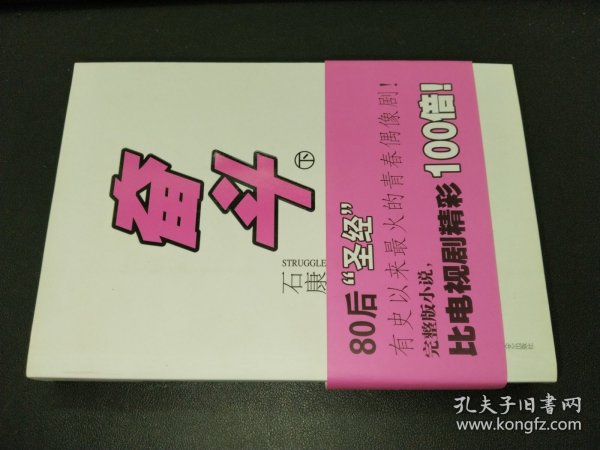 奋斗
下
STRUGGLE
石康
80后“圣经”
有史以来最火的青春偶像剧！
完整版小说，
比电视剧精彩100倍！
孔夫子旧书网
www.kongfz.com